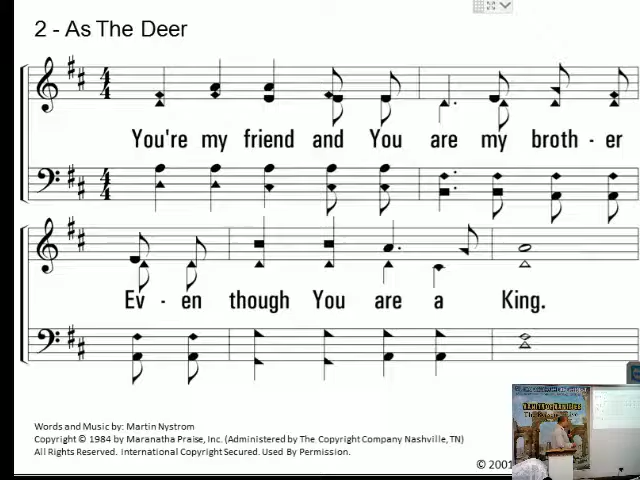 2 - As The Deer
You're my friend and You are my broth - er
Ev - en though You are a King.
Words and Music by: Martin Nystrom
Copyright © 1984 by Maranatha Praise, Inc. (Administered by The Copyright Company Nashville, TN)
All Rights Reserved. International Copyright Secured. Used By Permission.
© 2001